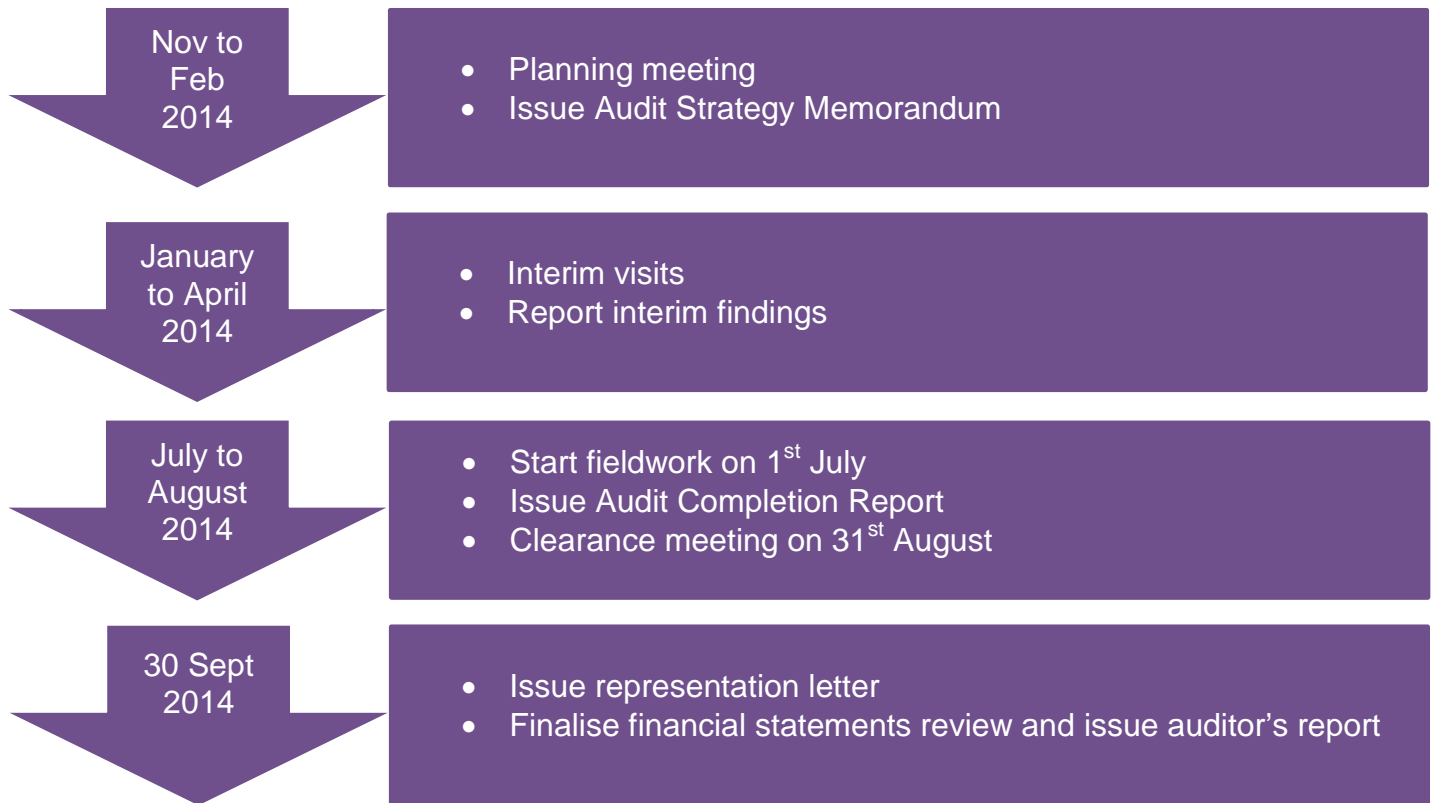 Nov to
Feb
2014
• Planning meeting
• Issue Audit Strategy Memorandum
January
to April
2014
• Interim visits
• Report interim findings
July to
August
2014
• Start fieldwork on 1st July
• Issue Audit Completion Report
• Clearance meeting on 31st August
30 Sept
2014
• Issue representation letter
• Finalise financial statements review and issue auditor’s report